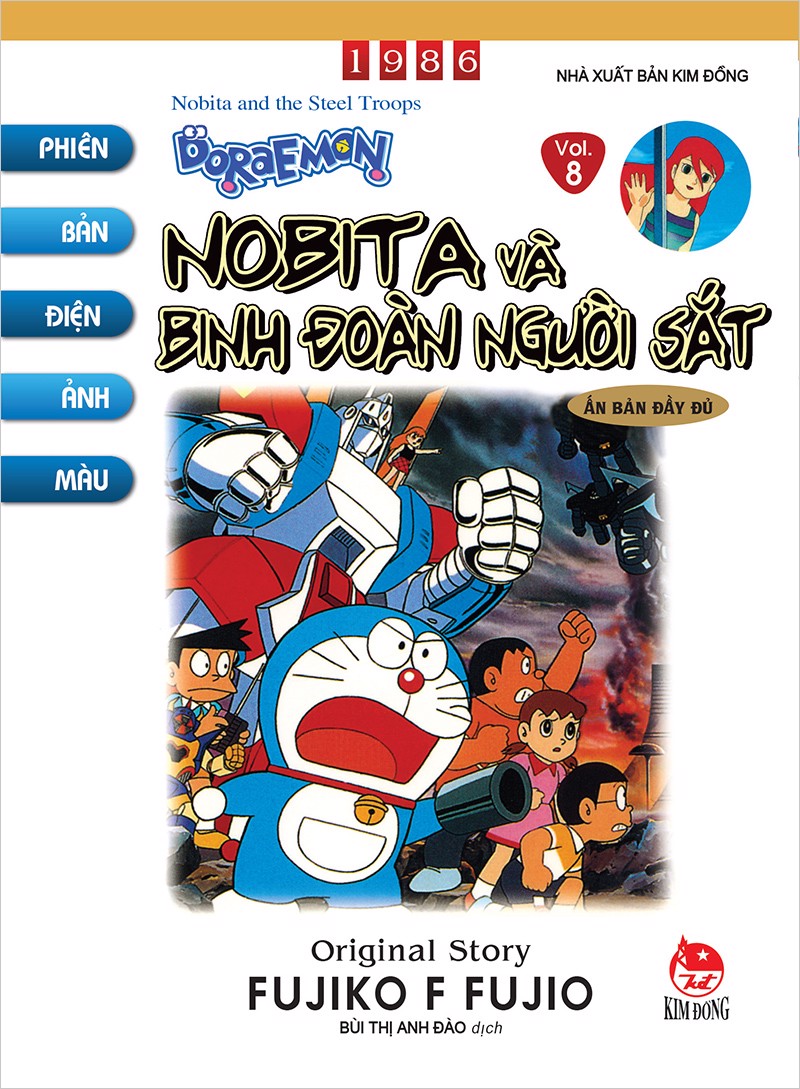 1986
NHÀ XUẤT BẢN KIM ĐỒNG
Nobita and the Steel Troops
DORAEMON
Vol.
8
PHIÊN
BẢN
ĐIỆN
ẢNH
MÀU
NOBITA VÀ
BINH ĐOÀN NGƯỜI SẮT
ẤN BẢN ĐẦY ĐỦ
Original Story
FUJIKO F FUJIO
BÙI THỊ ANH ĐÀO dịch
KIM ĐỒNG